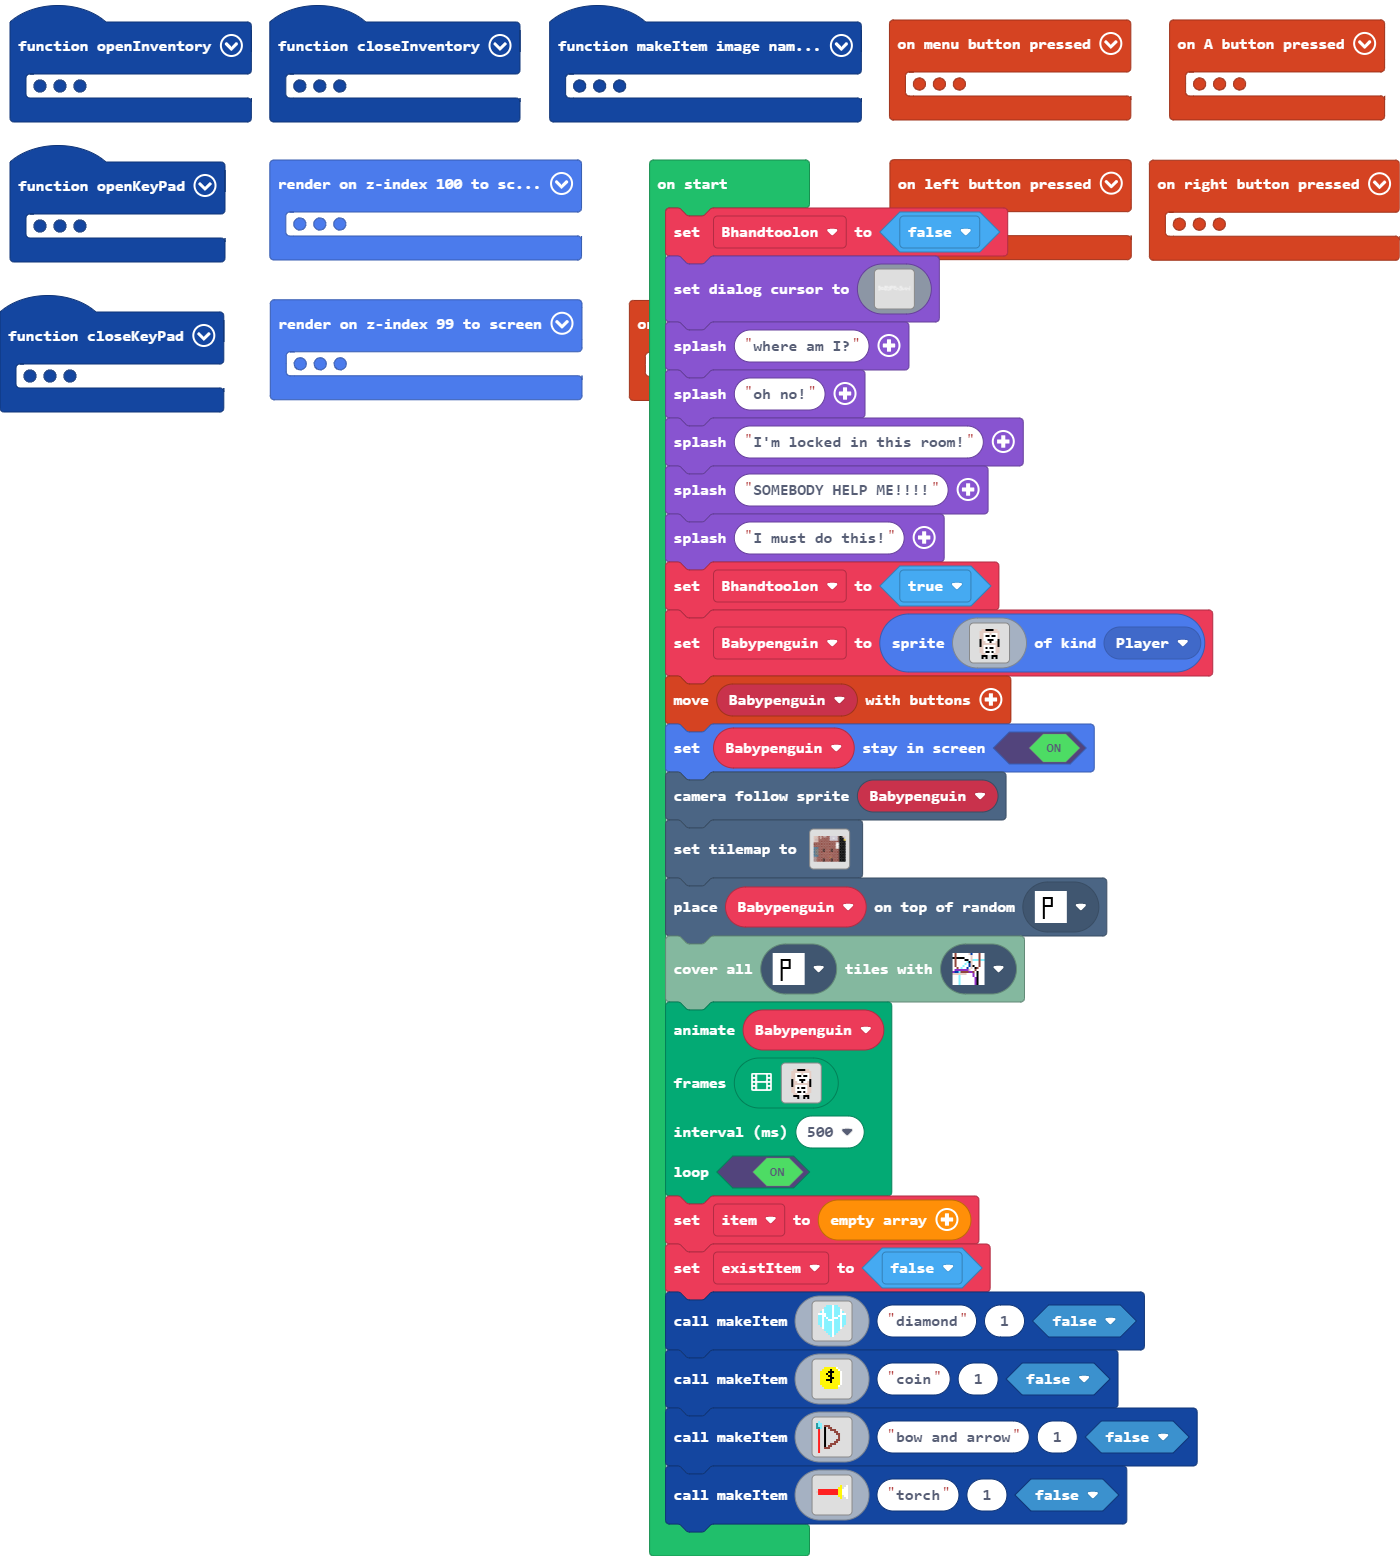 function openInventory
function closeInventory
function makeItem image nam...
on menu button pressed
on A button pressed
function openKeyPad
render on z-index 100 to sc...
on start
on left button pressed
on right button pressed
function closeKeyPad
render on z-index 99 to screen
set Bhandtoolon to false
set dialog cursor to
splash "where am I?"
splash "oh no!"
splash "I'm locked in this room!"
splash "SOMEBODY HELP ME!!!!"
splash "I must do this!"
set Bhandtoolon to true
set Babypenguin to sprite of kind Player
move Babypenguin with buttons
set Babypenguin stay in screen ON
camera follow sprite Babypenguin
set tilemap to
place Babypenguin on top of random P
cover all P tiles with
animate Babypenguin
frames
interval (ms) 500
loop ON
set item to empty array
set existItem to false
call makeItem "diamond" 1 false
call makeItem "coin" 1 false
call makeItem "bow and arrow" 1 false
call makeItem "torch" 1 false